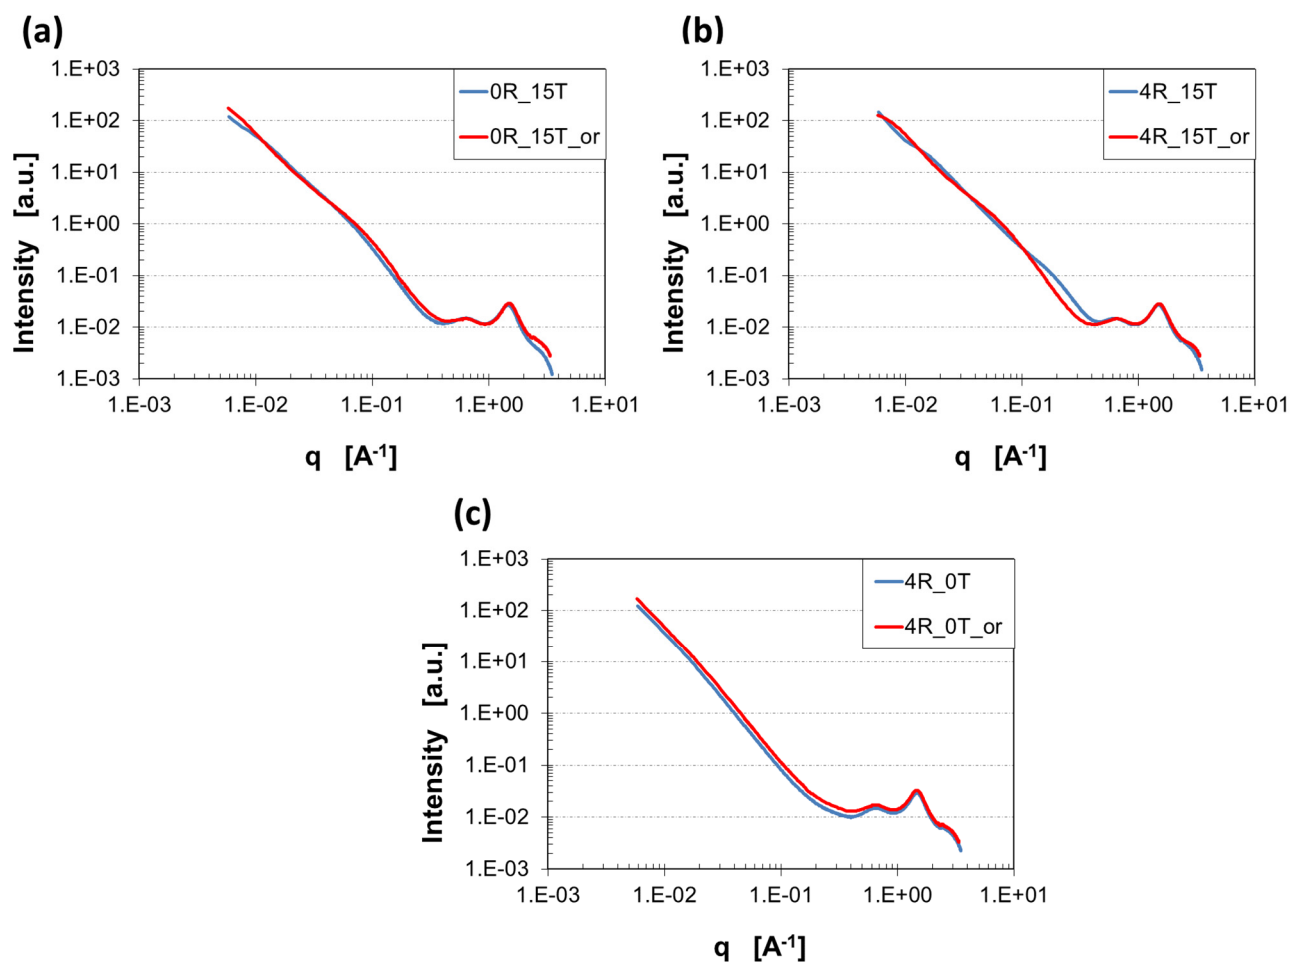 (a)
1.E+03
1.E+02
1.E+01
1.E+00
1.E-01
1.E-02
1.E-03
Intensity [a.u.]
0R_15T
0R_15T_or
1.E-03 1.E-02 1.E-01 1.E+00 1.E+01
q [A-1]
(b)
1.E+03
1.E+02
1.E+01
1.E+00
1.E-01
1.E-02
1.E-03
Intensity [a.u.]
4R_15T
4R_15T_or
1.E-03 1.E-02 1.E-01 1.E+00 1.E+01
q [A-1]
(c)
1.E+03
1.E+02
1.E+01
1.E+00
1.E-01
1.E-02
1.E-03
Intensity [a.u.]
4R_0T
4R_0T_or
1.E-03 1.E-02 1.E-01 1.E+00 1.E+01
q [A-1]